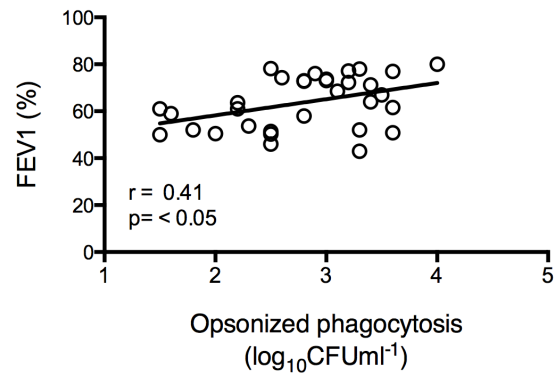 100
80
60
40
20
0
FEV1 (%)
r = 0.41
p= < 0.05
1 2 3 4 5
Opsonized phagocytosis
(log₁₀CFUml⁻¹)